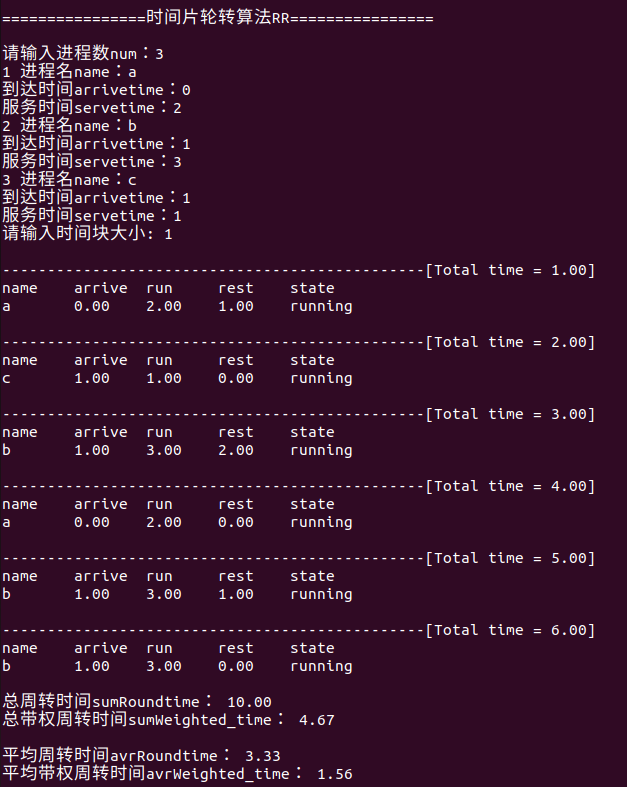 ================时间片轮转算法RR================
请输入进程数num：3
1 进程名name：a
到达时间arrivetime：0
服务时间servetime：2
2 进程名name：b
到达时间arrivetime：1
服务时间servetime：3
3 进程名name：c
到达时间arrivetime：1
服务时间servetime：1
请输入时间块大小: 1
-----------------------------------------------[Total time = 1.00]
name    arrive  run     rest    state
a       0.00    2.00    1.00    running
-----------------------------------------------[Total time = 2.00]
name    arrive  run     rest    state
c       1.00    1.00    0.00    running
-----------------------------------------------[Total time = 3.00]
name    arrive  run     rest    state
b       1.00    3.00    2.00    running
-----------------------------------------------[Total time = 4.00]
name    arrive  run     rest    state
a       0.00    2.00    0.00    running
-----------------------------------------------[Total time = 5.00]
name    arrive  run     rest    state
b       1.00    3.00    1.00    running
-----------------------------------------------[Total time = 6.00]
name    arrive  run     rest    state
b       1.00    3.00    0.00    running
总周转时间sumRoundtime： 10.00
总带权周转时间sumWeighted_time： 4.67
平均周转时间avrRoundtime： 3.33
平均带权周转时间avrWeighted_time： 1.56